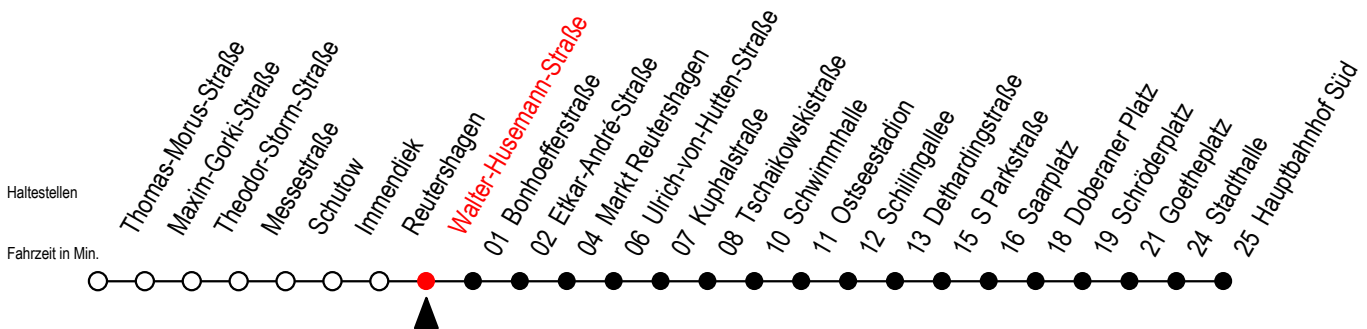 Haltestellen
Fahrzeit in Min.
Thomas-Morus-Straße
Maxim-Gorki-Straße
Theodor-Storm-Straße
Messestraße
Schutow
Immendiek
Reutershagen
Walter-Husemann-Straße
01 Bonhoefferstraße
02 Etkar-André-Straße
04 Markt Reutershagen
06 Ulrich-von-Hutten-Straße
07 Kuphalstraße
08 Tschaikowskistraße
10 Schwimmhalle
11 Ostseestadion
12 Schillingallee
13 Dethardingstraße
15 S Parkstraße
16 Saarplatz
18 Doberaner Platz
19 Schröderplatz
21 Goetheplatz
24 Stadthalle
25 Hauptbahnhof Süd